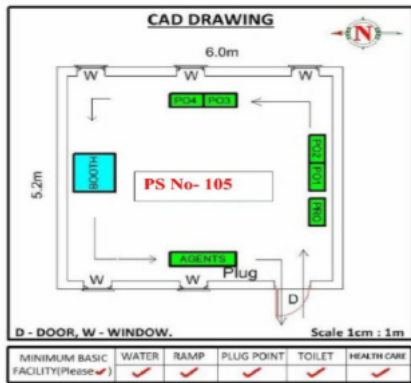 CAD DRAWING
N
6.0m
W W W
PO4 PO3
PO2 PO1
BOOTH
5.2m
PS No- 105
PRO
AGENTS
Plug
W W
D
D - DOOR, W - WINDOW. Scale 1cm : 1m
MINIMUM BASIC FACILITY(Please✓) WATER RAMP PLUG POINT TOILET HEALTH CARE
✓ ✓ ✓ ✓ ✓